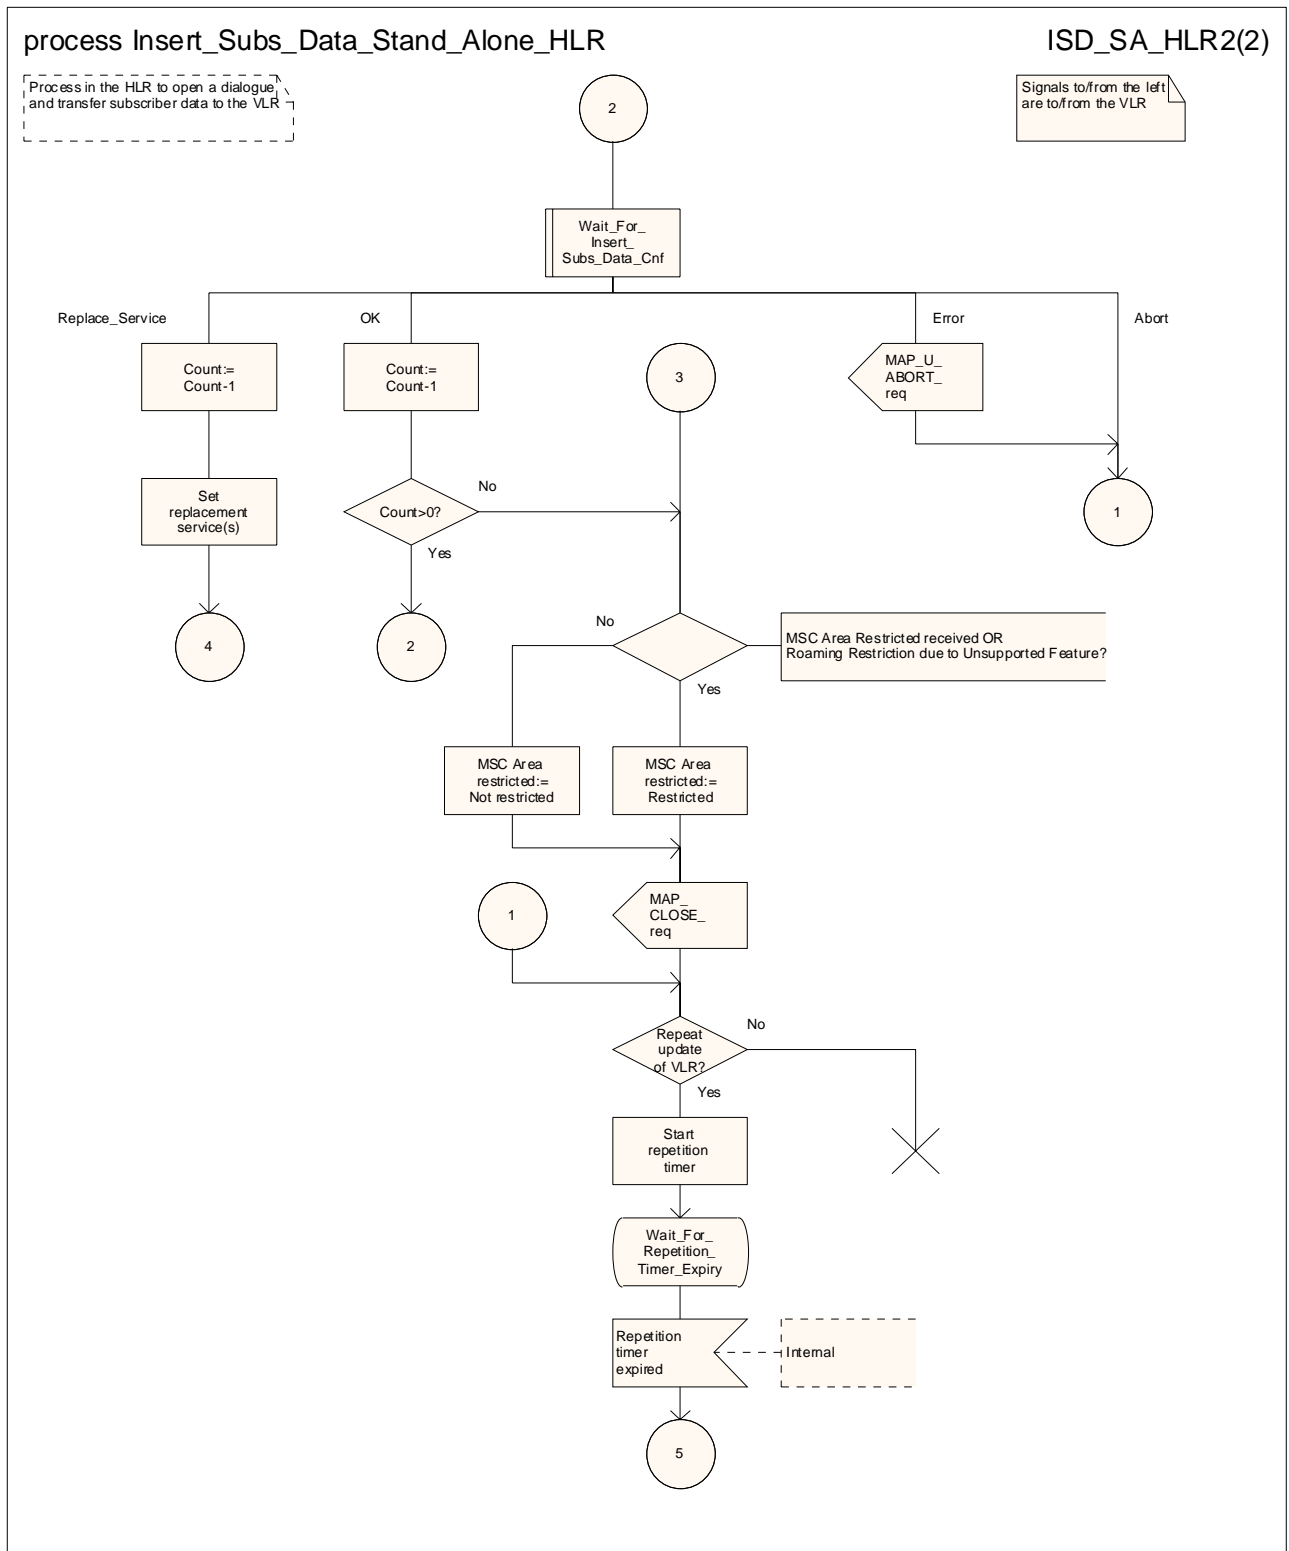 process Insert_Subs_Data_Stand_Alone_HLR
ISD_SA_HLR2(2)
Process in the HLR to open a dialogue
and transfer subscriber data to the VLR
2
Signals to/from the left
are to/from the VLR
Wait_For_
Insert_
Subs_Data_Cnf
Replace_Service
OK
Error
Abort
Count:=
Count-1
Count:=
Count-1
3
MAP_U_
ABORT_
req
Set
replacement
service(s)
Count>0?
No
Yes
1
4
2
No
Yes
MSC Area Restricted received OR
Roaming Restriction due to Unsupported Feature?
MSC Area
restricted:=
Not restricted
MSC Area
restricted:=
Restricted
1
MAP_
CLOSE_
req
Repeat
update
of VLR?
No
Yes
Start
repetition
timer
Wait_For_
Repetition_
Timer_Expiry
Repetition
timer
expired
Internal
5